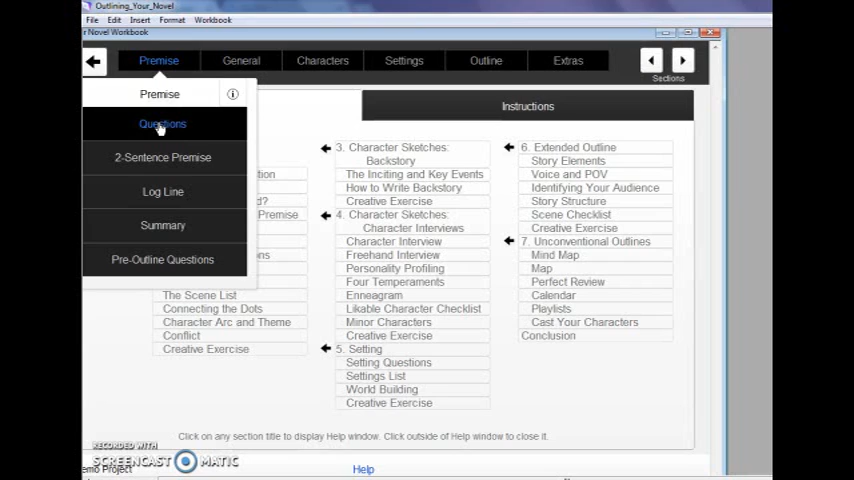 Outlining_Your_Novel
File Edit Insert Format Workbook
r Novel Workbook
Premise General Characters Settings Outline Extras
Sections
Premise
Questions
2-Sentence Premise
Log Line
Summary
Pre-Outline Questions
Instructions
tion
d?
Premise
ns
The Scene List
Connecting the Dots
Character Arc and Theme
Conflict
Creative Exercise
3. Character Sketches:
Backstory
The Inciting and Key Events
How to Write Backstory
Creative Exercise
4. Character Sketches:
Character Interviews
Character Interview
Freehand Interview
Personality Profiling
Four Temperaments
Enneagram
Likable Character Checklist
Minor Characters
Creative Exercise
5. Setting
Setting Questions
Settings List
World Building
Creative Exercise
6. Extended Outline
Story Elements
Voice and POV
Identifying Your Audience
Story Structure
Scene Checklist
Creative Exercise
7. Unconventional Outlines
Mind Map
Map
Perfect Review
Calendar
Playlists
Cast Your Characters
Conclusion
Click on any section title to display Help window. Click outside of Help window to close it.
RECORDED WITH
SCREENCAST MATIC
emo Project
Help